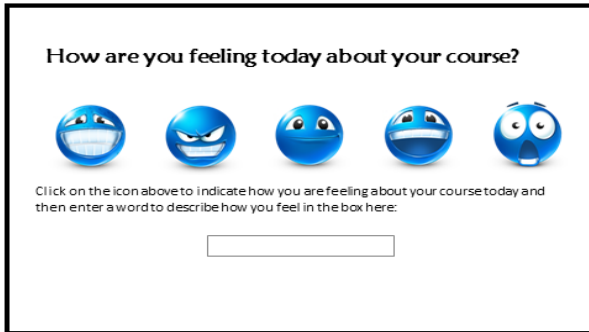 How are you feeling today about your course?
Click on the icon above to indicate how you are feeling about your course today and
then enter a word to describe how you feel in the box here: